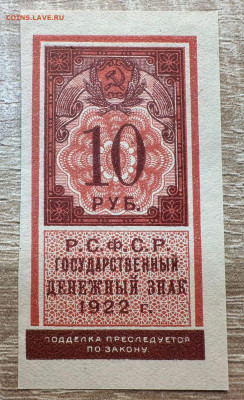 COINS.LAVE.RU
10
РУБ.
Р.С.Ф.С.Р.
ГОСУДАРСТВЕННЫЙ
ДЕНЕЖНЫЙ ЗНАК
1922 г.
ПОДДЕЛКА ПРЕСЛЕДУЕТСЯ
ПО ЗАКОНУ.